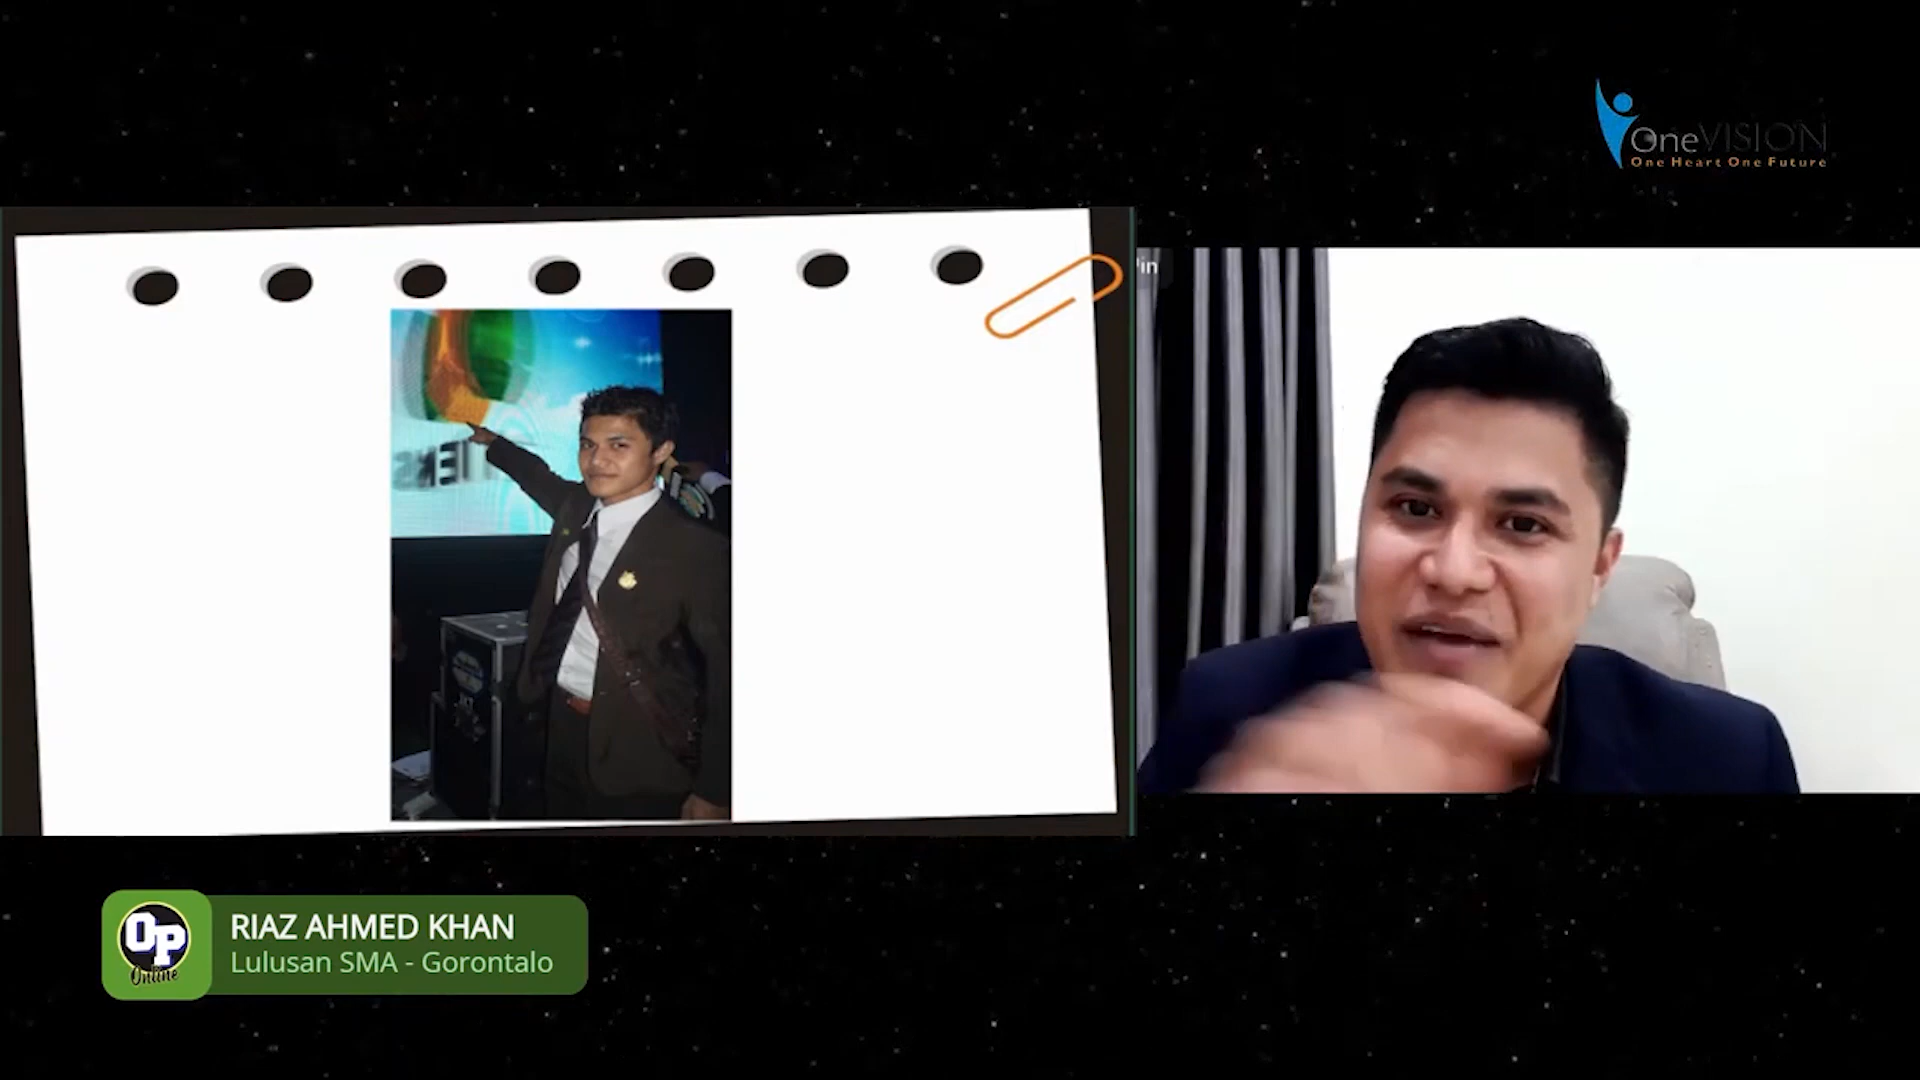 OneVISION
One Heart One Future
OP
Online
RIAZ AHMED KHAN
Lulusan SMA - Gorontalo